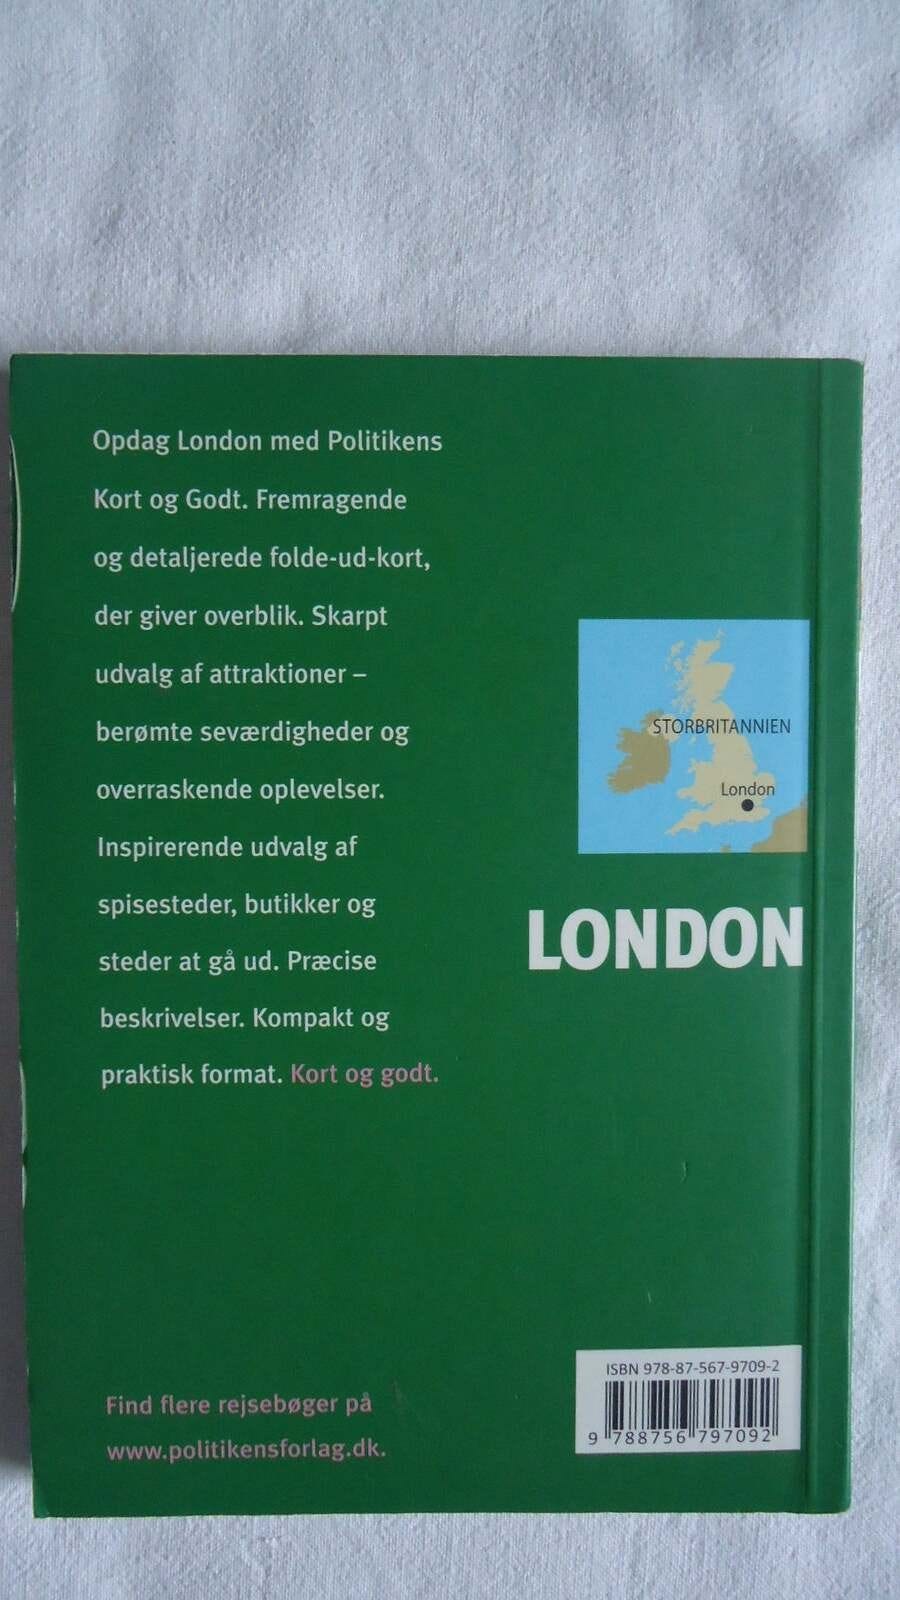 Opdag London med Politikens
Kort og Godt. Fremragende
og detaljerede folde-ud-kort,
der giver overblik. Skarpt
udvalg af attraktioner –
berømte seværdigheder og
overraskende oplevelser.
Inspirerende udvalg af
spisesteder, butikker og
steder at gå ud. Præcise
beskrivelser. Kompakt og
praktisk format. Kort og godt.
STORBRITANNIEN
London
LONDON
Find flere rejsebøger på
www.politikensforlag.dk.
ISBN 978-87-567-9709-2
9 788756 797092